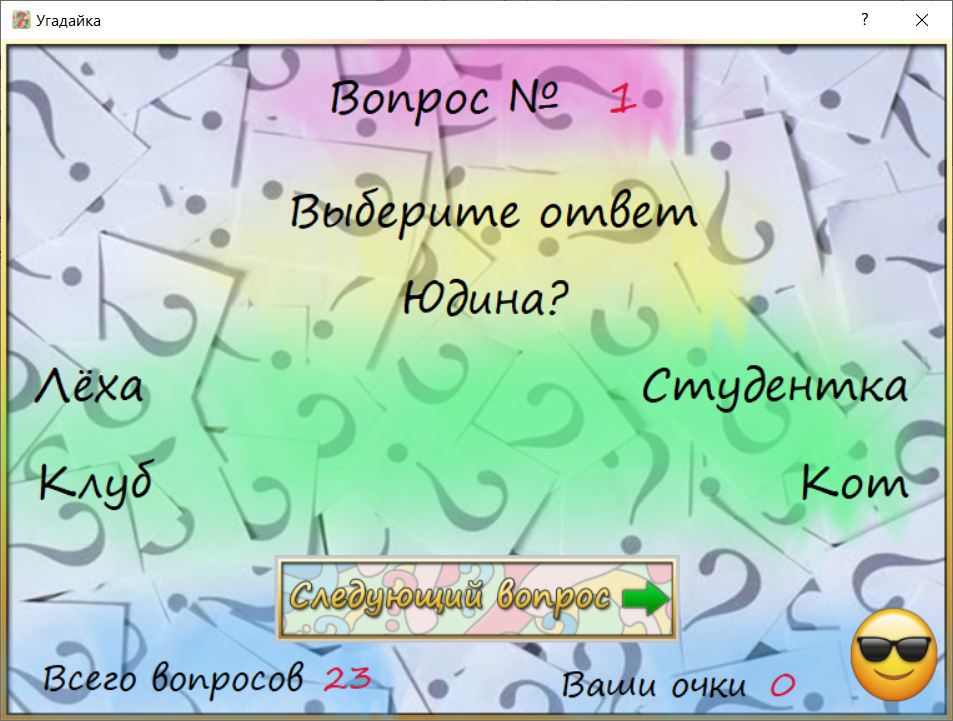 Угадайка
Вопрос № 1
Выберите ответ
Юдина?
Лёха Студентка
Клуб Кот
Следующий вопрос
Всего вопросов 23 Ваши очки 0